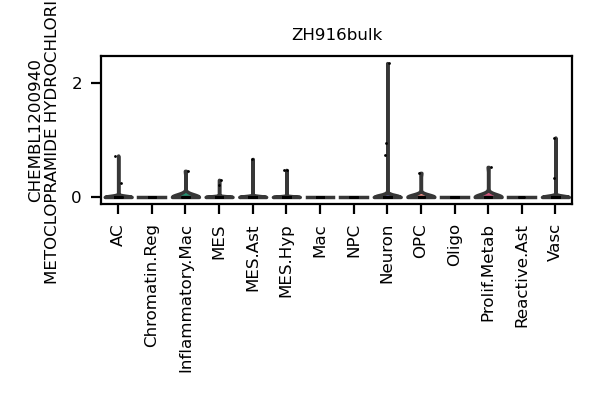 ZH916bulk
CHEMBL1200940
METOCLOPRAMIDE HYDROCHLORI
2
0
AC
Chromatin.Reg
Inflammatory.Mac
MES
MES.Ast
MES.Hyp
Mac
NPC
Neuron
OPC
Oligo
Prolif.Metab
Reactive.Ast
Vasc